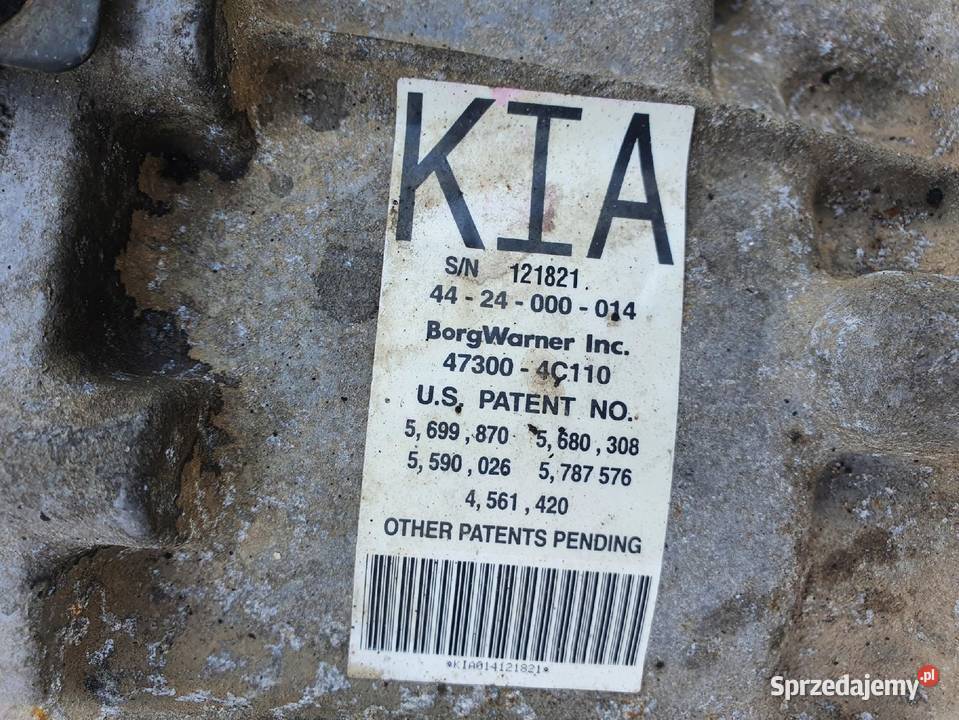 KIA
S/N 121821
44 - 24 - 000 - 014
BorgWarner Inc.
47300 - 4C110
U.S. PATENT NO.
5,699,870 5,680,308
5,590,026 5,787 576
4,561,420
OTHER PATENTS PENDING
*KIA014121821*
Sprzedajemy.pl